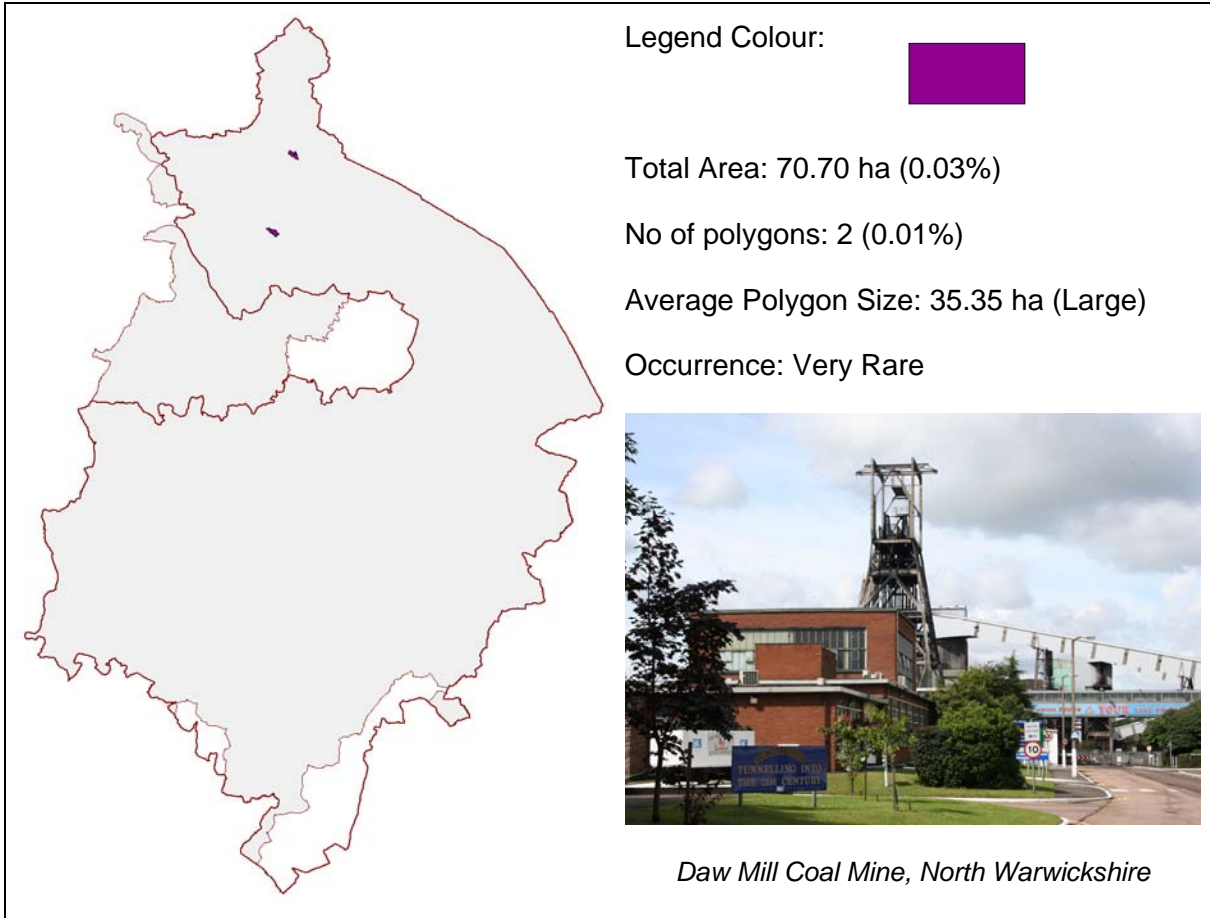 Legend Colour:
Total Area: 70.70 ha (0.03%)
No of polygons: 2 (0.01%)
Average Polygon Size: 35.35 ha (Large)
Occurrence: Very Rare
TUNNELLING INTO
THE 21st CENTURY
YOUR
10
Daw Mill Coal Mine, North Warwickshire